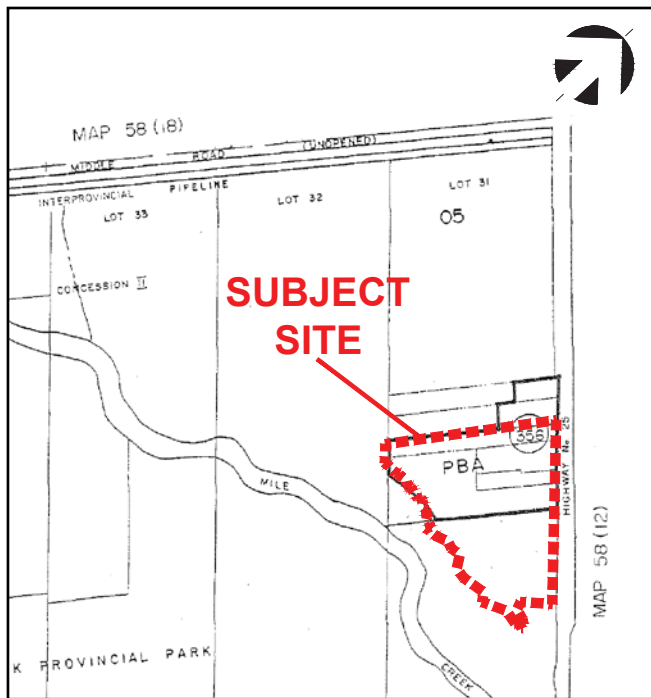 MAP 58 (18)
MIDDLE ROAD (UNOPENED)
INTERPROVINCIAL PIPELINE
LOT 33
LOT 32
LOT 31
05
CONCESSION II
SUBJECT
SITE
356
PBA
HIGHWAY No. 25
MILE
MAP 58 (12)
K PROVINCIAL PARK
CREEK